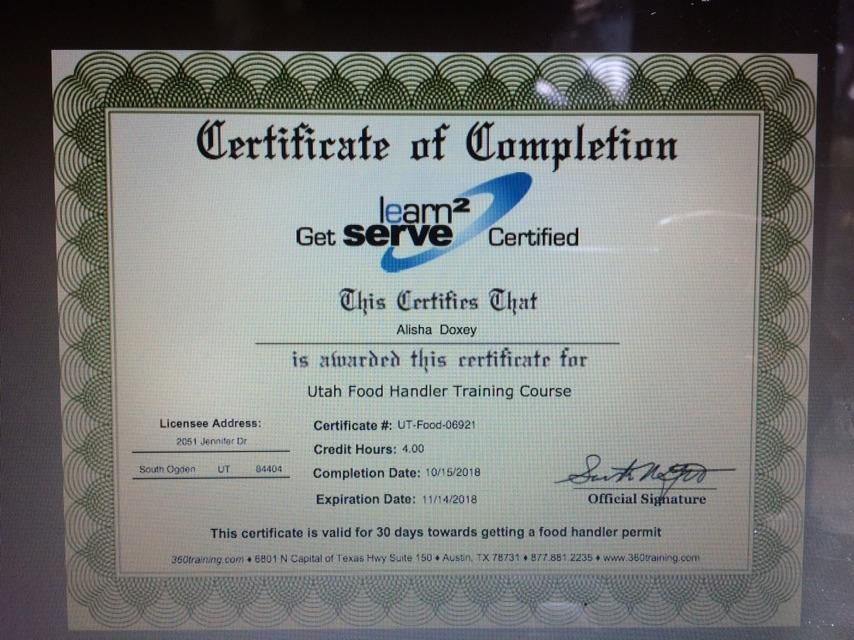 Certificate of Completion
learn2
Get serve Certified
This Certifies That
Alisha Doxey
is awarded this certificate for
Utah Food Handler Training Course
Licensee Address:
2051 Jennifer Dr
South Ogden UT 84404
Certificate #: UT-Food-06921
Credit Hours: 4.00
Completion Date: 10/15/2018
Expiration Date: 11/14/2018
Official Signature
This certificate is valid for 30 days towards getting a food handler permit
360training.com ♦ 6801 N Capital of Texas Hwy Suite 150 ♦ Austin, TX 78731 ♦ 877.881.2235 ♦ www.360training.com